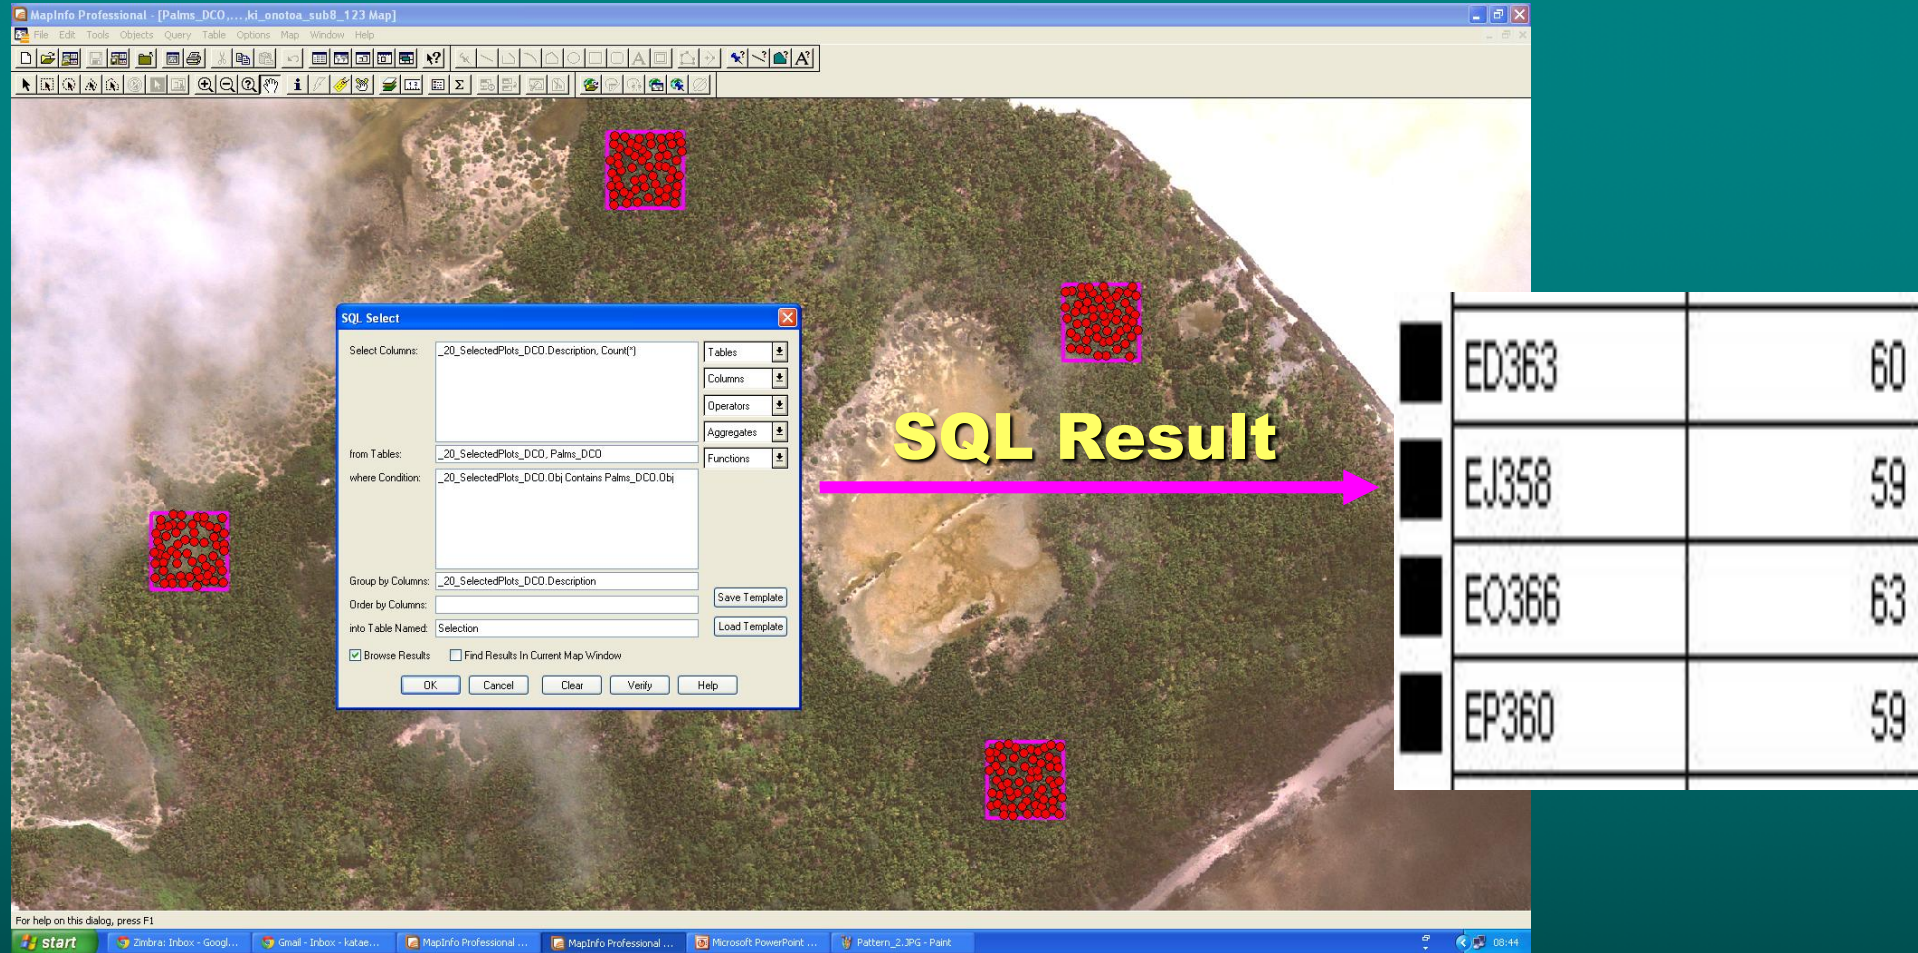 MapInfo Professional - [Palms_DCO,...,ki_onotoa_sub8_123 Map]
File Edit Tools Objects Query Table Options Map Window Help
SQL Select
Select Columns: _20_SelectedPlots_DCO.Description, Count(*)
Tables
Columns
Operators
Aggregates
from Tables: _20_SelectedPlots_DCO, Palms_DCO
Functions
where Condition: _20_SelectedPlots_DCO.Obj Contains Palms_DCO.Obj
Group by Columns: _20_SelectedPlots_DCO.Description
Save Template
Order by Columns:
into Table Named: Selection
Load Template
Browse Results Find Results In Current Map Window
OK Cancel Clear Verify Help
SQL Result
ED363 60
EJ358 59
EO366 63
EP360 59
For help on this dialog, press F1
start Zimbra: Inbox - Googl... Gmail - Inbox - katae... MapInfo Professional ... MapInfo Professional ... Microsoft PowerPoint ... Pattern_2.JPG - Paint 08:44